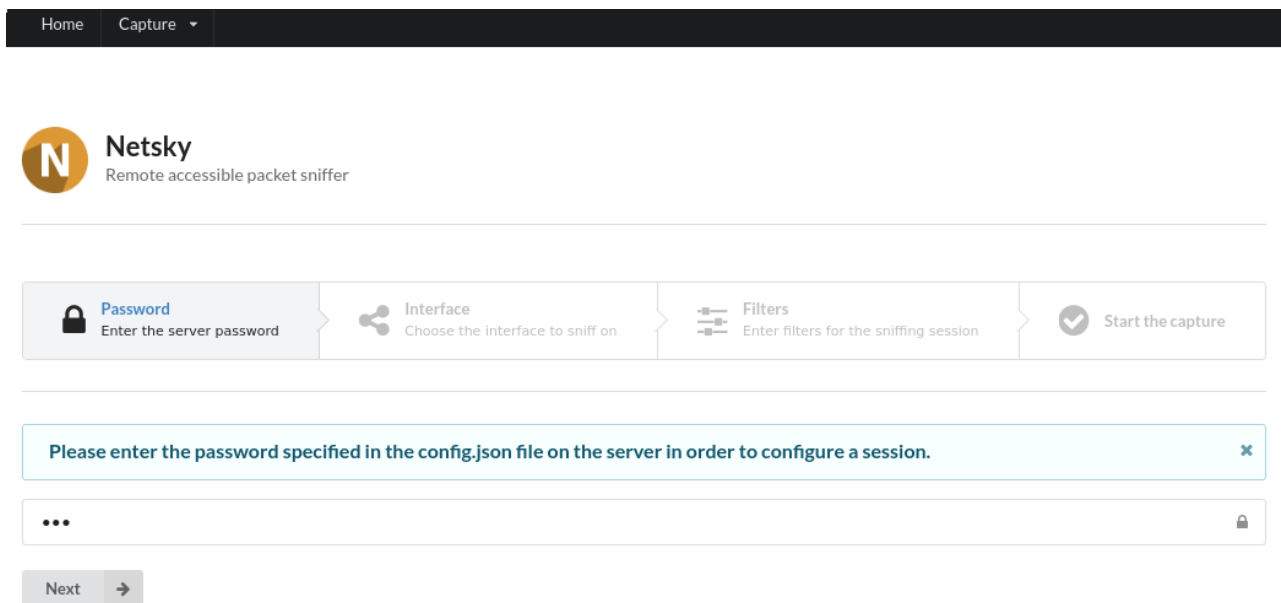 Home Capture
N
Netsky
Remote accessible packet sniffer
Password
Enter the server password
Interface
Choose the interface to sniff on
Filters
Enter filters for the sniffing session
Start the capture
Please enter the password specified in the config.json file on the server in order to configure a session.
•••
Next